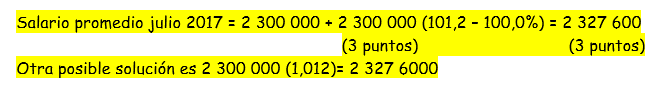 Salario promedio julio 2017 = 2 300 000 + 2 300 000 (101,2 – 100,0%) = 2 327 600
(3 puntos) (3 puntos)
Otra posible solución es 2 300 000 (1,012)= 2 327 6000